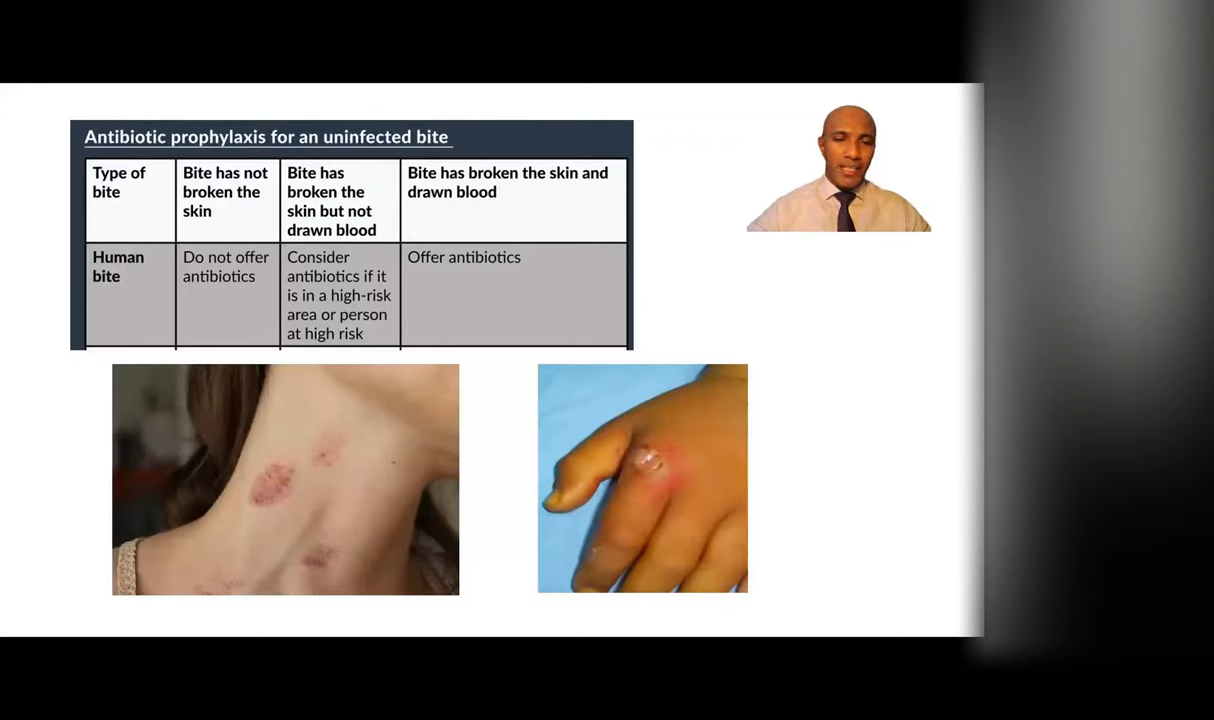 Antibiotic prophylaxis for an uninfected bite
Type of
bite
Bite has not
broken the
skin
Bite has
broken the
skin but not
drawn blood
Bite has broken the skin and
drawn blood
Human
bite
Do not offer
antibiotics
Consider
antibiotics if it
is in a high-risk
area or person
at high risk
Offer antibiotics